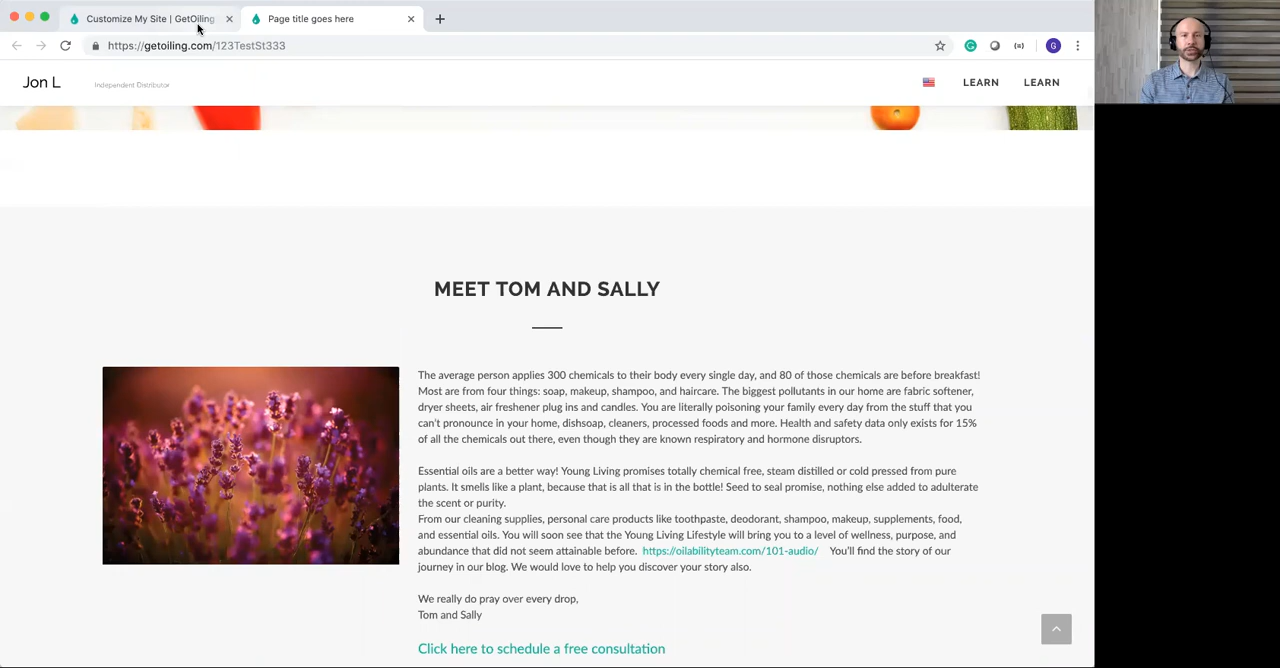 Customize My Site | GetOiling
Page title goes here
https://getoiling.com/123TestSt333
G
Jon L
Independent Distributor
LEARN
LEARN
MEET TOM AND SALLY
The average person applies 300 chemicals to their body every single day, and 80 of those chemicals are before breakfast!
Most are from four things: soap, makeup, shampoo, and haircare. The biggest pollutants in our home are fabric softener,
dryer sheets, air freshener plug ins and candles. You are literally poisoning your family every day from the stuff that you
can't pronounce in your home, dishsoap, cleaners, processed foods and more. Health and safety data only exists for 15%
of all the chemicals out there, even though they are known respiratory and hormone disruptors.
Essential oils are a better way! Young Living promises totally chemical free, steam distilled or cold pressed from pure
plants. It smells like a plant, because that is all that is in the bottle! Seed to seal promise, nothing else added to adulterate
the scent or purity.
From our cleaning supplies, personal care products like toothpaste, deodorant, shampoo, makeup, supplements, food,
and essential oils. You will soon see that the Young Living Lifestyle will bring you to a level of wellness, purpose, and
abundance that did not seem attainable before. https://oilabilityteam.com/101-audio/ You'll find the story of our
journey in our blog. We would love to help you discover your story also.
We really do pray over every drop,
Tom and Sally
Click here to schedule a free consultation